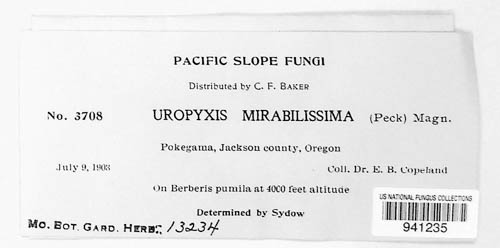 PACIFIC SLOPE FUNGI
Distributed by C. F. BAKER
No. 3708 UROPYXIS MIRABILISSIMA (Peck) Magn.
Pokegama, Jackson county, Oregon
July 9, 1903 Coll. Dr. E. B. Copeland
On Berberis pumila at 4000 feet altitude
Determined by Sydow
US NATIONAL FUNGUS COLLECTIONS
941235
MO. BOT. GARD. HERB. 13234